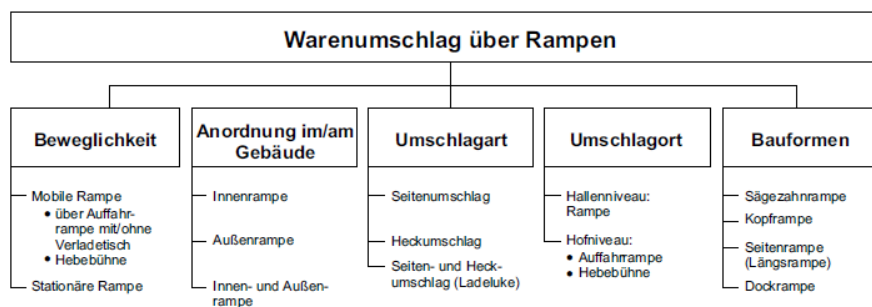 Warenumschlag über Rampen
Beweglichkeit
Mobile Rampe
• über Auffahr-
rampe mit/ohne
Verladetisch
• Hebebühne
Stationäre Rampe
Anordnung im/am
Gebäude
Innenrampe
Außenrampe
Innen- und Außen-
rampe
Umschlagart
Seitenumschlag
Heckumschlag
Seiten- und Heck-
umschlag (Ladeluke)
Umschlagort
Hallenniveau:
Rampe
Hofniveau:
• Auffahrrampe
• Hebebühne
Bauformen
Sägezahnrampe
Kopframpe
Seitenrampe
(Längsrampe)
Dockrampe